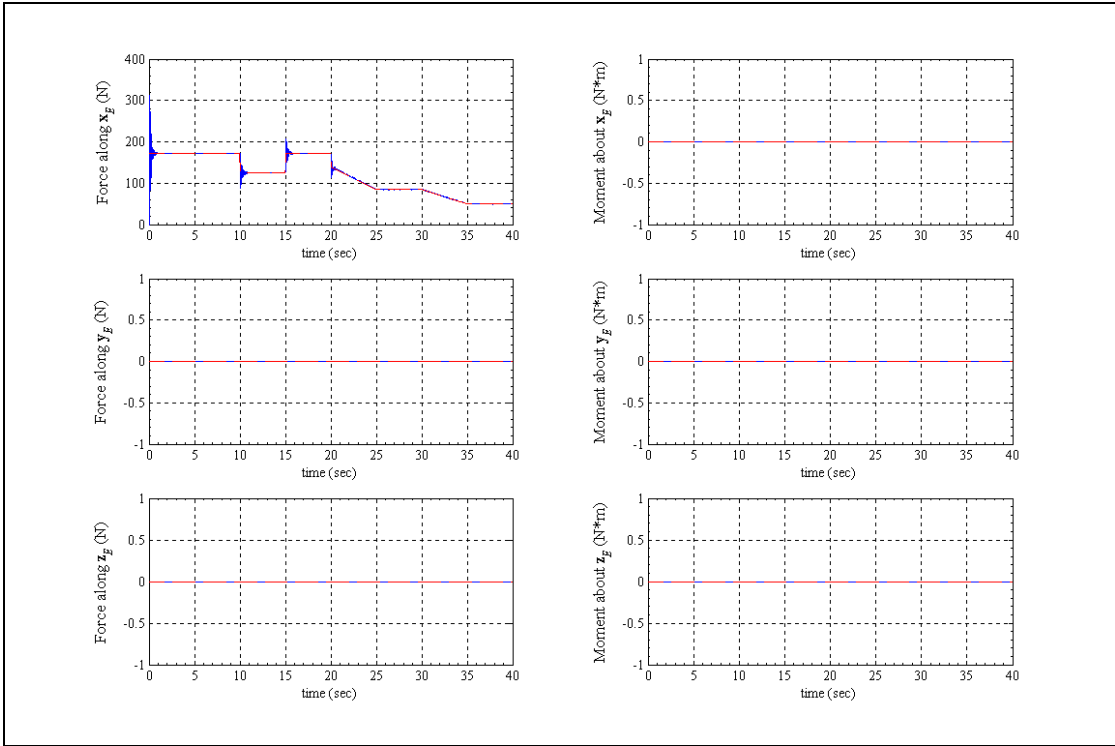 400
300
200
100
0
0 5 10 15 20 25 30 35 40
time (sec)
Force along x_E (N)
1
0.5
0
-0.5
-1
0 5 10 15 20 25 30 35 40
time (sec)
Moment about x_E (N*m)
1
0.5
0
-0.5
-1
0 5 10 15 20 25 30 35 40
time (sec)
Force along y_E (N)
1
0.5
0
-0.5
-1
0 5 10 15 20 25 30 35 40
time (sec)
Moment about y_E (N*m)
1
0.5
0
-0.5
-1
0 5 10 15 20 25 30 35 40
time (sec)
Force along z_E (N)
1
0.5
0
-0.5
-1
0 5 10 15 20 25 30 35 40
time (sec)
Moment about z_E (N*m)